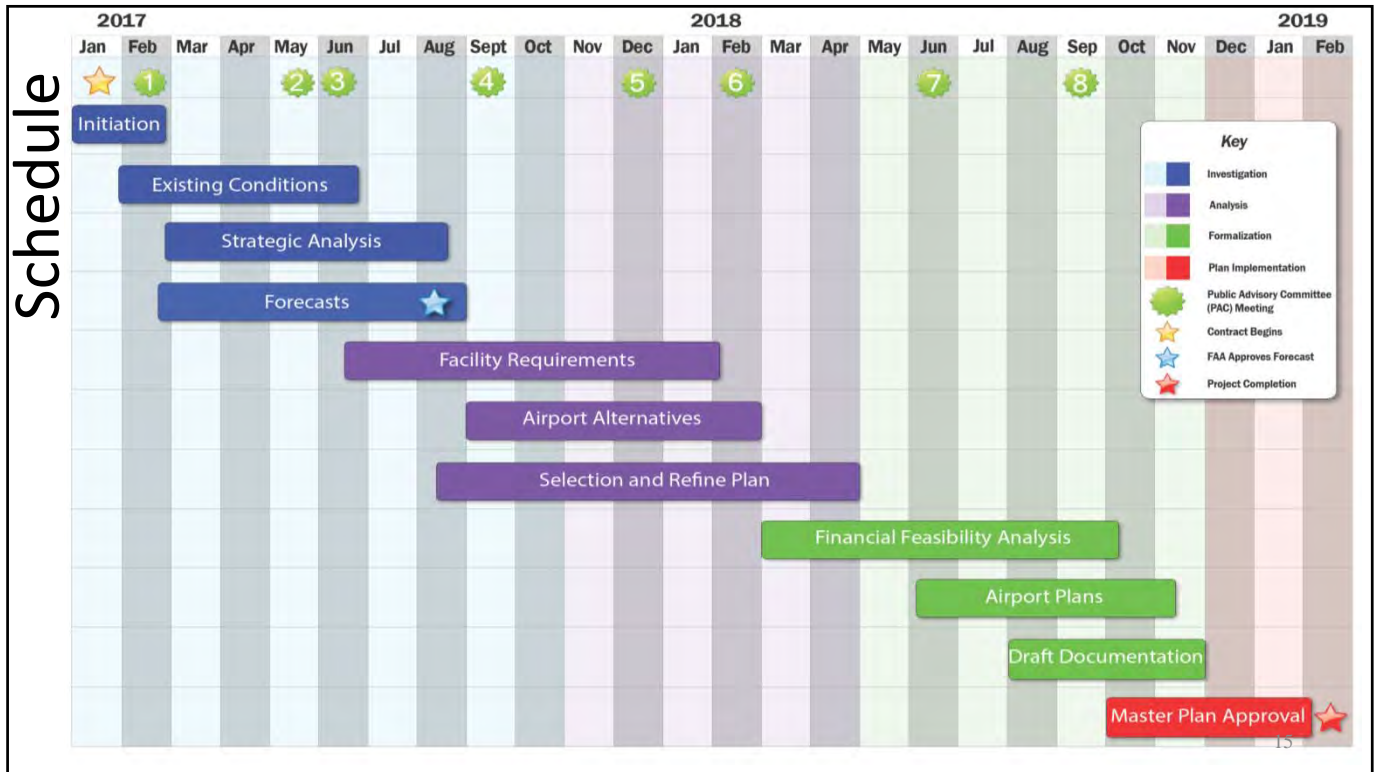 Schedule
2017 2018 2019
Jan Feb Mar Apr May Jun Jul Aug Sept Oct Nov Dec Jan Feb Mar Apr May Jun Jul Aug Sep Oct Nov Dec Jan Feb
1 2 3 4 5 6 7 8
Initiation
Existing Conditions
Strategic Analysis
Forecasts
Facility Requirements
Airport Alternatives
Selection and Refine Plan
Financial Feasibility Analysis
Airport Plans
Draft Documentation
Master Plan Approval
Key
Investigation
Analysis
Formalization
Plan Implementation
Public Advisory Committee
(PAC) Meeting
Contract Begins
FAA Approves Forecast
Project Completion
15